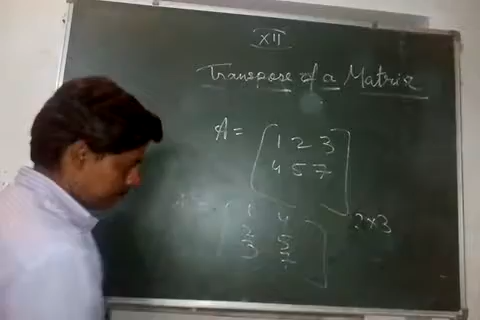 XII
Transpose of a Matrix
A = [ 1 2 3
4 5 7 ] 2×3
1 4
2 5
3 7